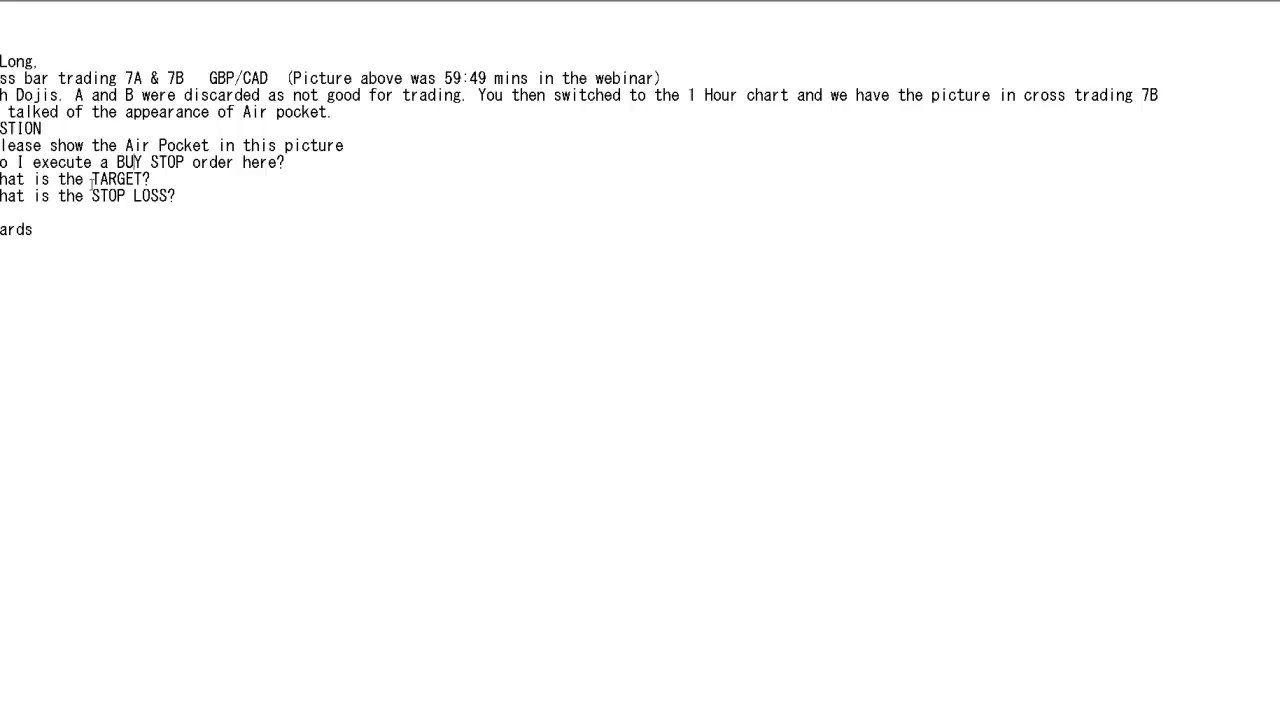 Long,
ss bar trading 7A & 7B   GBP/CAD  (Picture above was 59:49 mins in the webinar)
h Dojis. A and B were discarded as not good for trading. You then switched to the 1 Hour chart and we have the picture in cross trading 7B
talked of the appearance of Air pocket.
STION
lease show the Air Pocket in this picture
o I execute a BUY STOP order here?
hat is the TARGET?
hat is the STOP LOSS?
ards